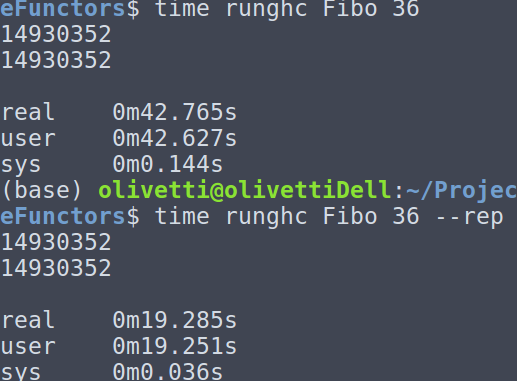 eFunctors$ time runghc Fibo 36
14930352
14930352
real 0m42.765s
user 0m42.627s
sys 0m0.144s
(base) olivetti@olivettiDell:~/Projec
eFunctors$ time runghc Fibo 36 --rep
14930352
14930352
real 0m19.285s
user 0m19.251s
sys 0m0.036s